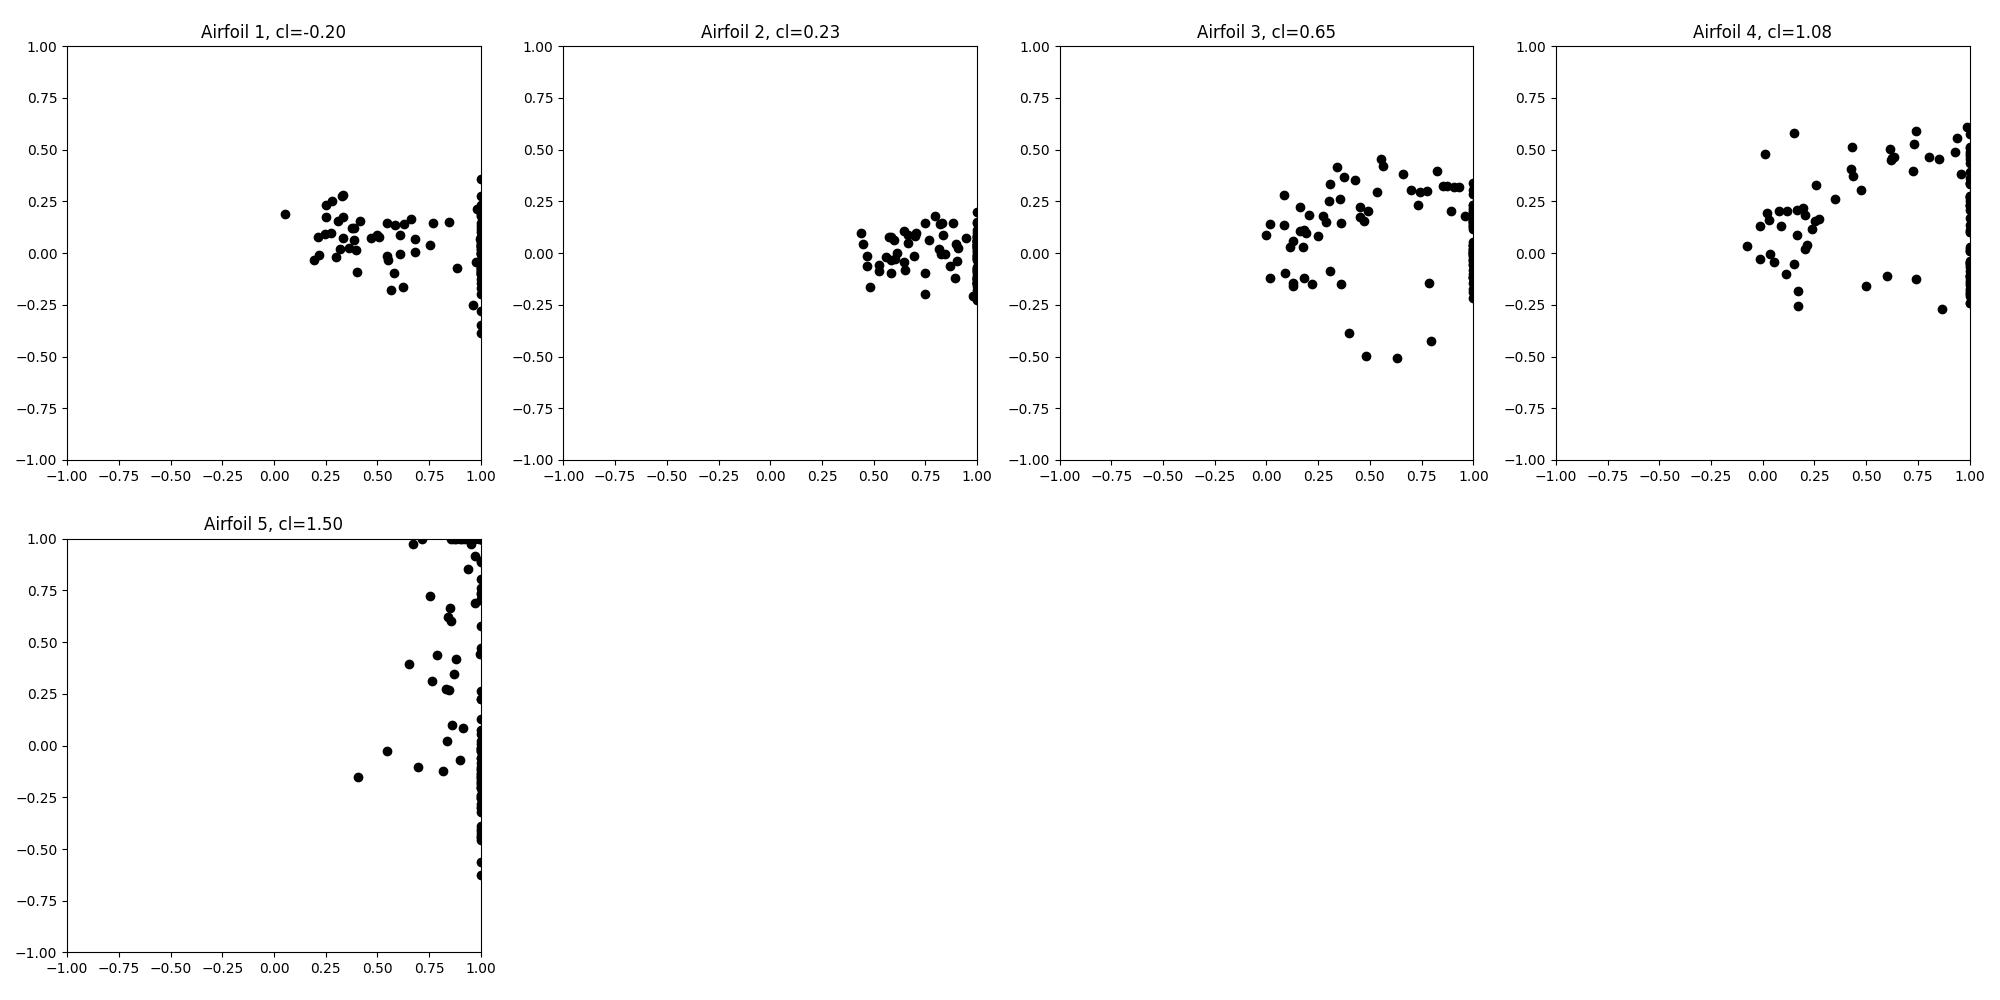 Airfoil 1, cl=-0.20
Airfoil 2, cl=0.23
Airfoil 3, cl=0.65
Airfoil 4, cl=1.08
1.00 1.00 1.00 1.00
0.75 0.75 0.75 0.75
0.50 0.50 0.50 0.50
0.25 0.25 0.25 0.25
0.00 0.00 0.00 0.00
−0.25 −0.25 −0.25 −0.25
−0.50 −0.50 −0.50 −0.50
−0.75 −0.75 −0.75 −0.75
−1.00 −1.00 −1.00 −1.00
−1.00 −0.75 −0.50 −0.25 0.00 0.25 0.50 0.75 1.00
−1.00 −0.75 −0.50 −0.25 0.00 0.25 0.50 0.75 1.00
−1.00 −0.75 −0.50 −0.25 0.00 0.25 0.50 0.75 1.00
−1.00 −0.75 −0.50 −0.25 0.00 0.25 0.50 0.75 1.00
Airfoil 5, cl=1.50
1.00
0.75
0.50
0.25
0.00
−0.25
−0.50
−0.75
−1.00
−1.00 −0.75 −0.50 −0.25 0.00 0.25 0.50 0.75 1.00